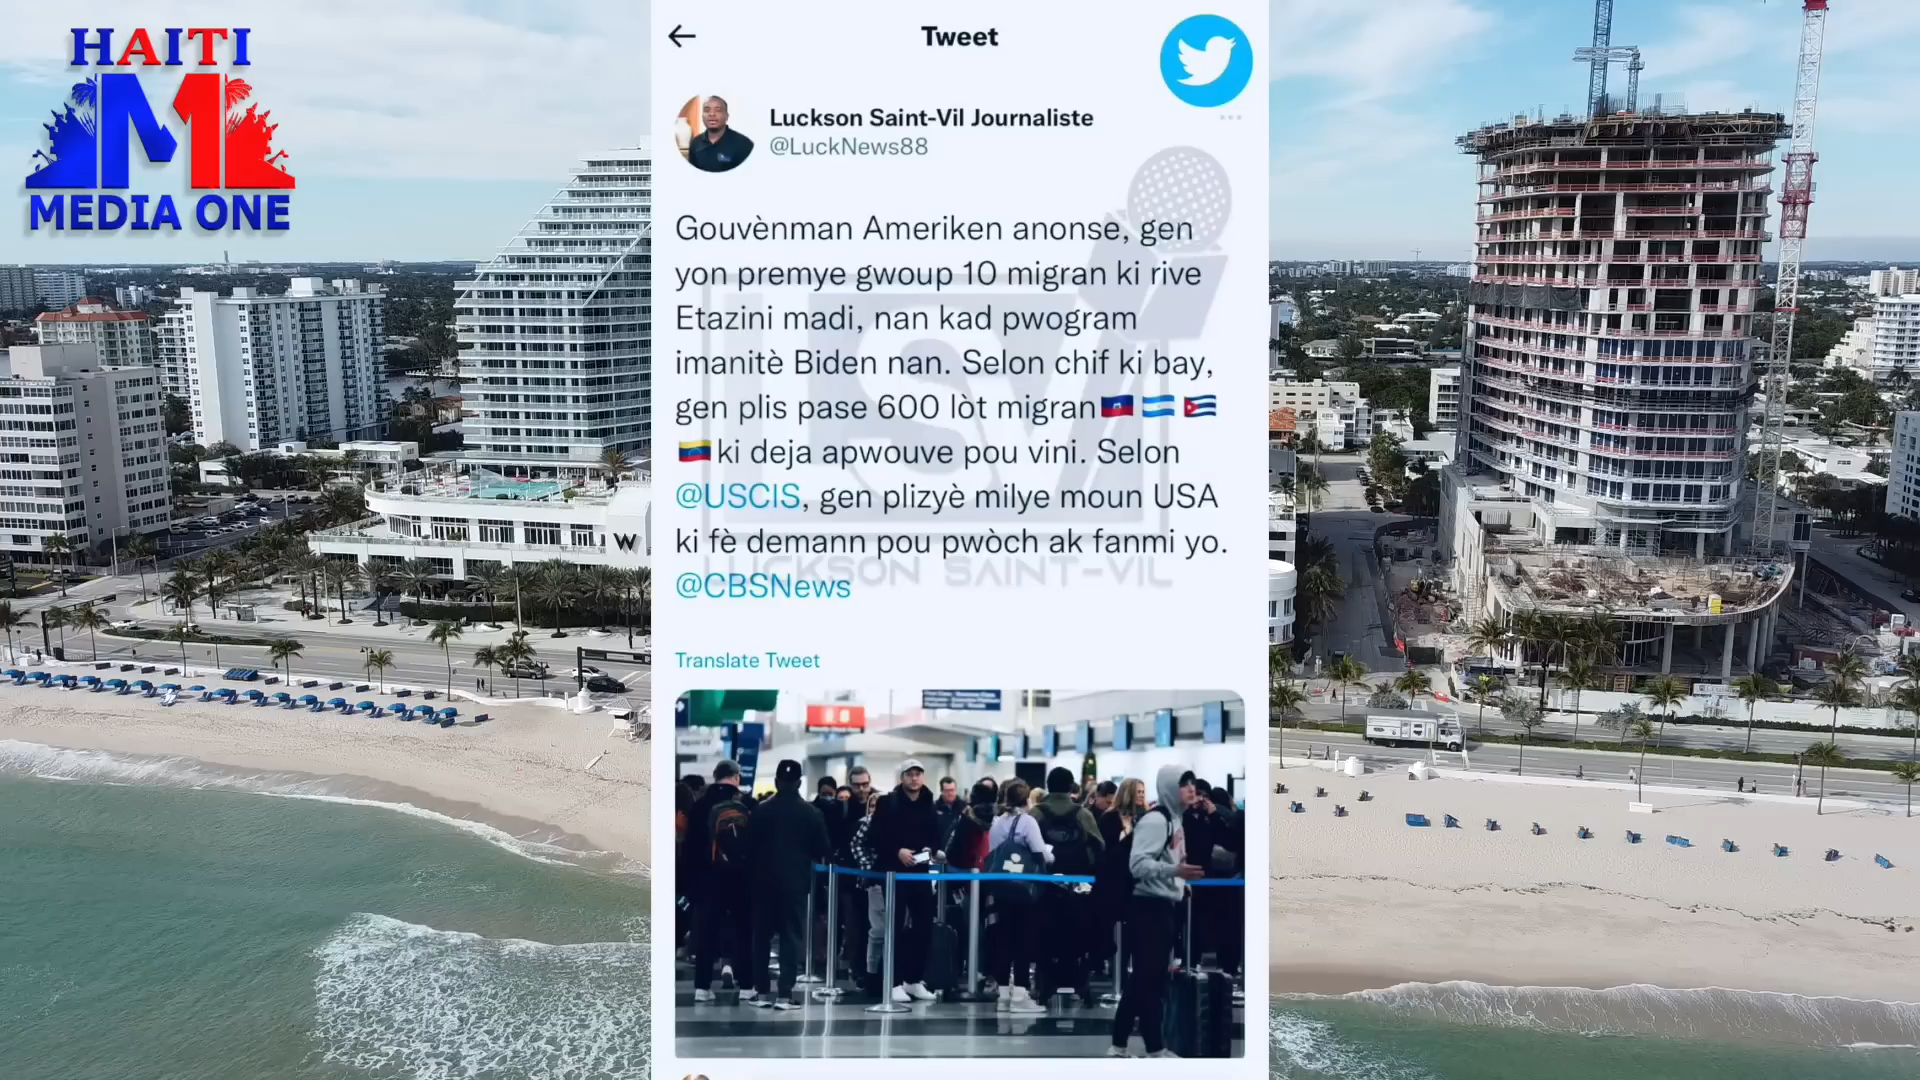 HAITI
M1
MEDIA ONE
Tweet
Luckson Saint-Vil Journaliste
@LuckNews88
Gouvènman Ameriken anonse, gen
yon premye gwoup 10 migran ki rive
Etazini madi, nan kad pwogram
imanitè Biden nan. Selon chif ki bay,
gen plis pase 600 lòt migran🇭🇹🇳🇮🇨🇺
🇻🇪ki deja apwouve pou vini. Selon
@USCIS, gen plizyè milye moun USA
ki fè demann pou pwòch ak fanmi yo.
@CBSNews
LSV
LUCKSON SAINT-VIL
Translate Tweet
W